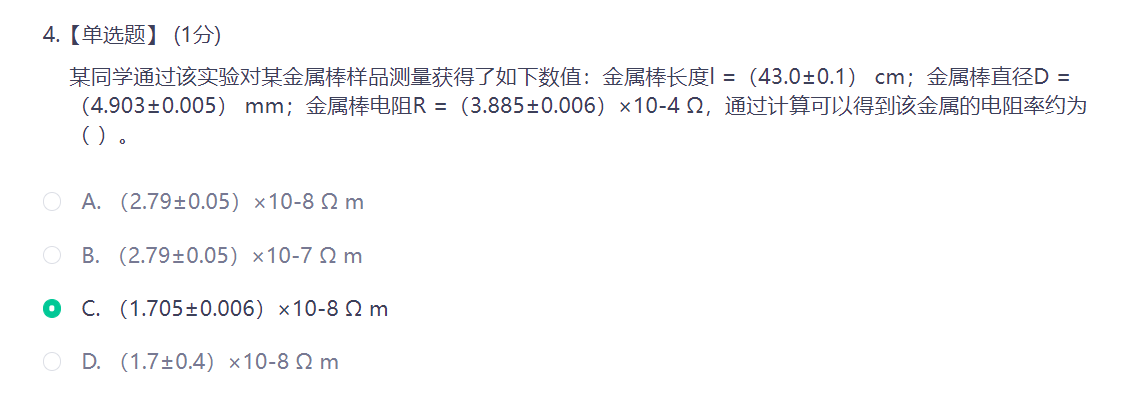 4.【单选题】 (1分)
某同学通过该实验对某金属棒样品测量获得了如下数值：金属棒长度l =（43.0±0.1） cm；金属棒直径D =
（4.903±0.005） mm；金属棒电阻R =（3.885±0.006）×10-4 Ω，通过计算可以得到该金属的电阻率约为
( ) 。
A. （2.79±0.05）×10-8 Ω m
B. （2.79±0.05）×10-7 Ω m
C. （1.705±0.006）×10-8 Ω m
D. （1.7±0.4）×10-8 Ω m